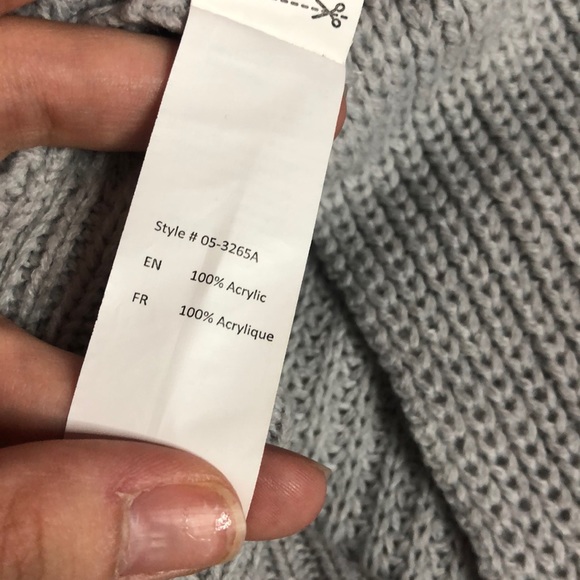 Style # 05-3265A
EN 100% Acrylic
FR 100% Acrylique